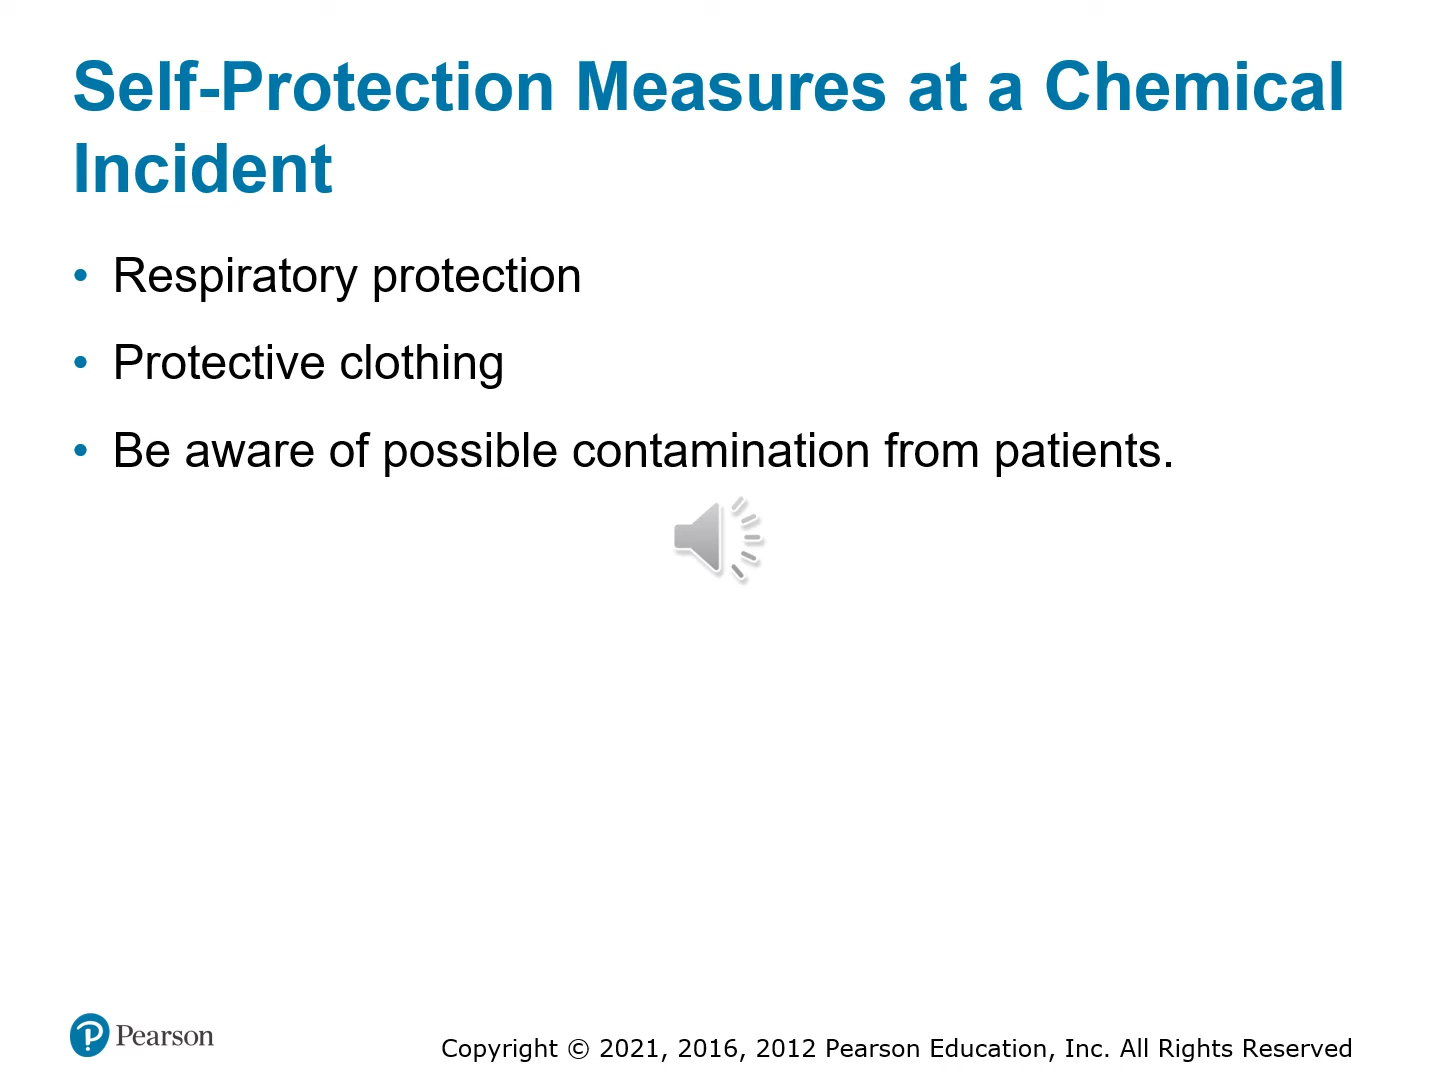 Self-Protection Measures at a Chemical
Incident
• Respiratory protection
• Protective clothing
• Be aware of possible contamination from patients.
Pearson
Copyright © 2021, 2016, 2012 Pearson Education, Inc. All Rights Reserved